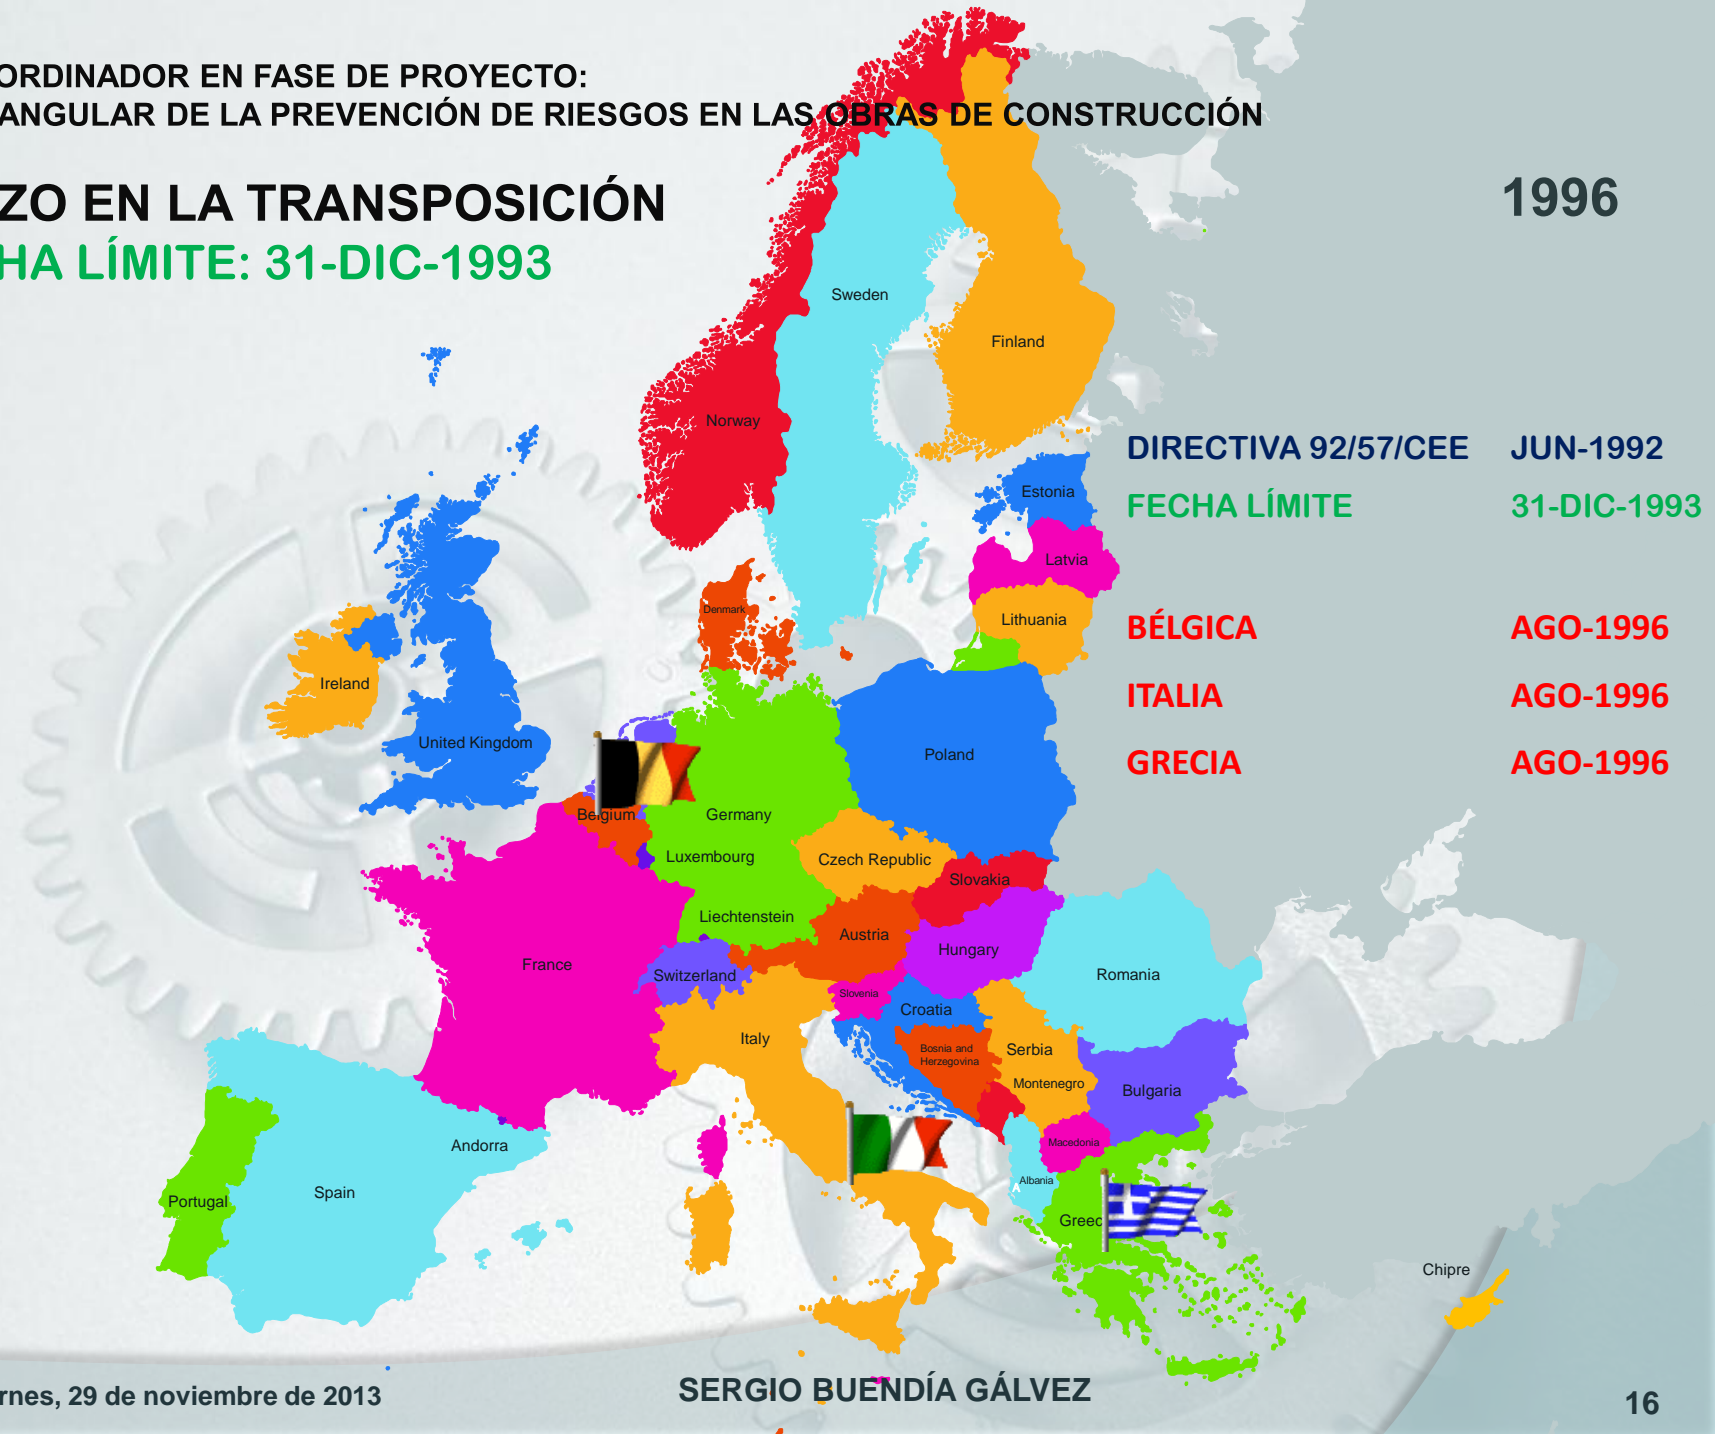 ORDINADOR EN FASE DE PROYECTO:
ANGULAR DE LA PREVENCIÓN DE RIESGOS EN LAS OBRAS DE CONSTRUCCIÓN
ZO EN LA TRANSPOSICIÓN
HA LÍMITE: 31-DIC-1993
1996
Sweden
Finland
Norway
DIRECTIVA 92/57/CEE JUN-1992
Estonia
FECHA LÍMITE 31-DIC-1993
Latvia
Denmark
Lithuania
BÉLGICA AGO-1996
Ireland
ITALIA AGO-1996
United Kingdom
Poland
GRECIA AGO-1996
Belgium
Germany
Luxembourg
Czech Republic
Slovakia
Liechtenstein
Austria
Hungary
France
Switzerland
Romania
Slovenia
Croatia
Italy
Bosnia and
Herzegovina
Serbia
Montenegro
Bulgaria
Andorra
Macedonia
Albania
Spain
Portugal
Greec
Chipre
rnes, 29 de noviembre de 2013
SERGIO BUENDÍA GÁLVEZ
16